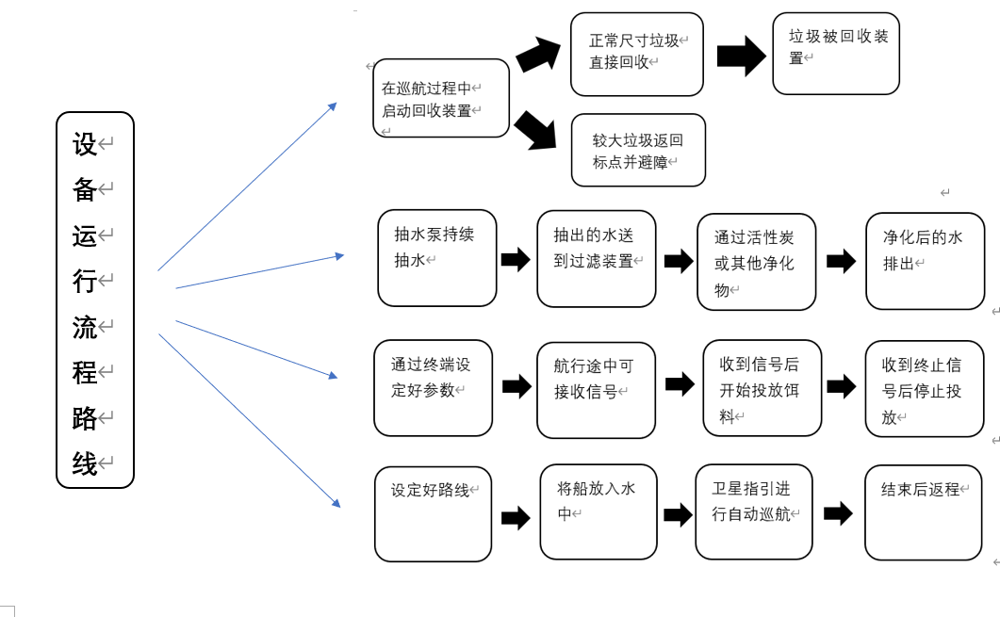 设
备
运
行
流
程
路
线
在巡航过程中
启动回收装置
正常尺寸垃圾
直接回收
垃圾被回收装
置
较大垃圾返回
标点并避障
抽水泵持续
抽水
抽出的水送
到过滤装置
通过活性炭
或其他净化
物
净化后的水
排出
通过终端设
定好参数
航行途中可
接收信号
收到信号后
开始投放饵
料
收到终止信
号后停止投
放
设定好路线
将船放入水
中
卫星指引进
行自动巡航
结束后返程